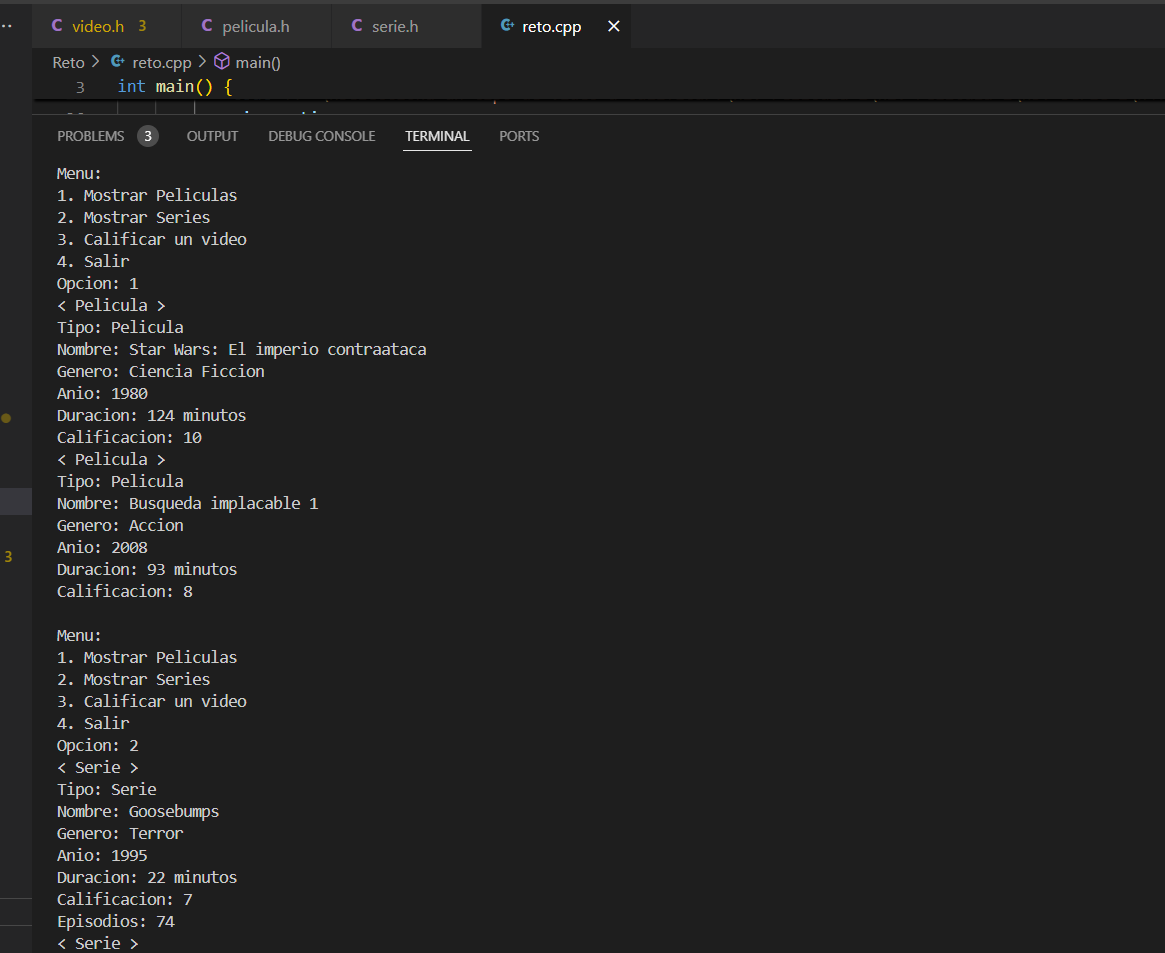 video.h 3 pelicula.h serie.h reto.cpp
Reto > reto.cpp > main()
3 int main() {
PROBLEMS 3 OUTPUT DEBUG CONSOLE TERMINAL PORTS
Menu:
1. Mostrar Peliculas
2. Mostrar Series
3. Calificar un video
4. Salir
Opcion: 1
< Pelicula >
Tipo: Pelicula
Nombre: Star Wars: El imperio contraataca
Genero: Ciencia Ficcion
Anio: 1980
Duracion: 124 minutos
Calificacion: 10
< Pelicula >
Tipo: Pelicula
Nombre: Busqueda implacable 1
Genero: Accion
Anio: 2008
3
Duracion: 93 minutos
Calificacion: 8
Menu:
1. Mostrar Peliculas
2. Mostrar Series
3. Calificar un video
4. Salir
Opcion: 2
< Serie >
Tipo: Serie
Nombre: Goosebumps
Genero: Terror
Anio: 1995
Duracion: 22 minutos
Calificacion: 7
Episodios: 74
< Serie >